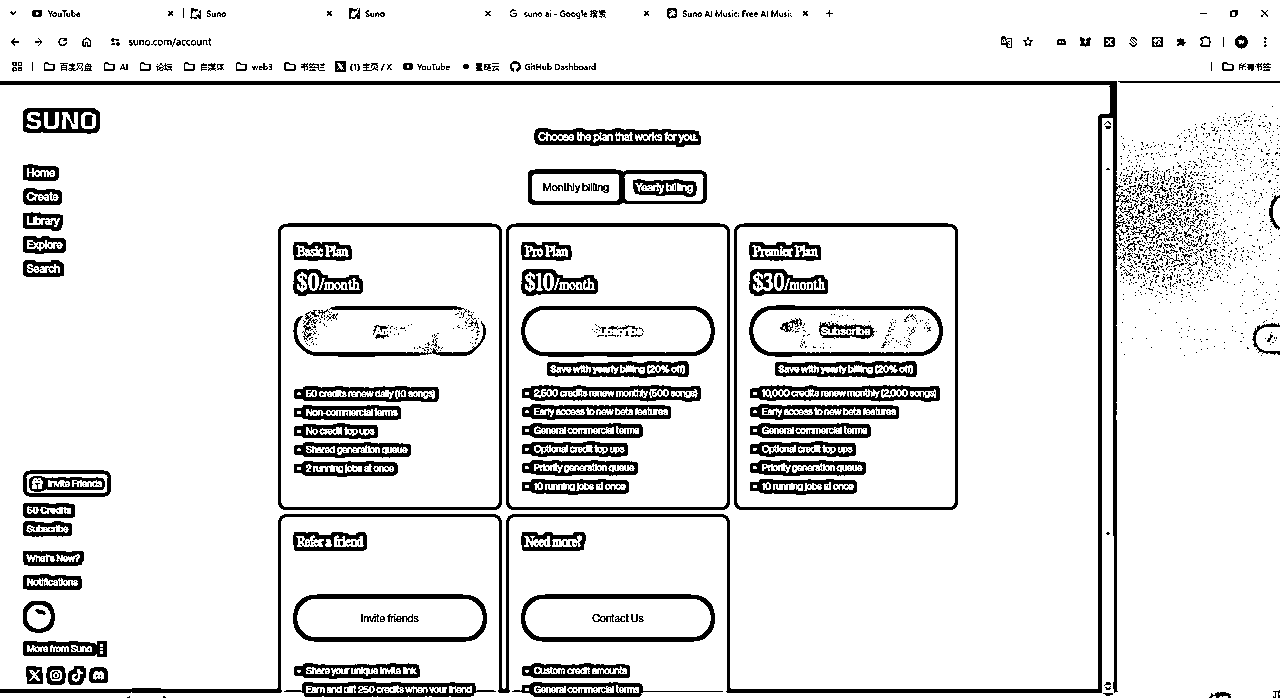 YouTube
Suno
Suno
suno ai - Google 搜索
Suno AI Music: Free AI Music
suno.com/account
百度网盘
AI
论坛
自媒体
web3
书签栏
(1) 主页 / X
YouTube
GitHub Dashboard
所有书签
SUNO
Home
Create
Library
Explore
Search
Invite Friends
50 Credits
Subscribe
What's New?
Notifications
More from Suno
Choose the plan that works for you.
Monthly billing
Yearly billing
Basic Plan
$0/month
50 credits renew daily (10 songs)
Non-commercial terms
No credit top ups
Shared generation queue
2 running jobs at once
Pro Plan
$10/month
Subscribe
Save with yearly billing (20% off)
2,500 credits renew monthly (500 songs)
Early access to new beta features
General commercial terms
Optional credit top ups
Priority generation queue
10 running jobs at once
Premier Plan
$30/month
Subscribe
Save with yearly billing (20% off)
10,000 credits renew monthly (2,000 songs)
Early access to new beta features
General commercial terms
Optional credit top ups
Priority generation queue
10 running jobs at once
Refer a friend
Invite friends
Share your unique invite link
Earn and gift 250 credits when your friend
Need more?
Contact Us
Custom credit amounts
General commercial terms